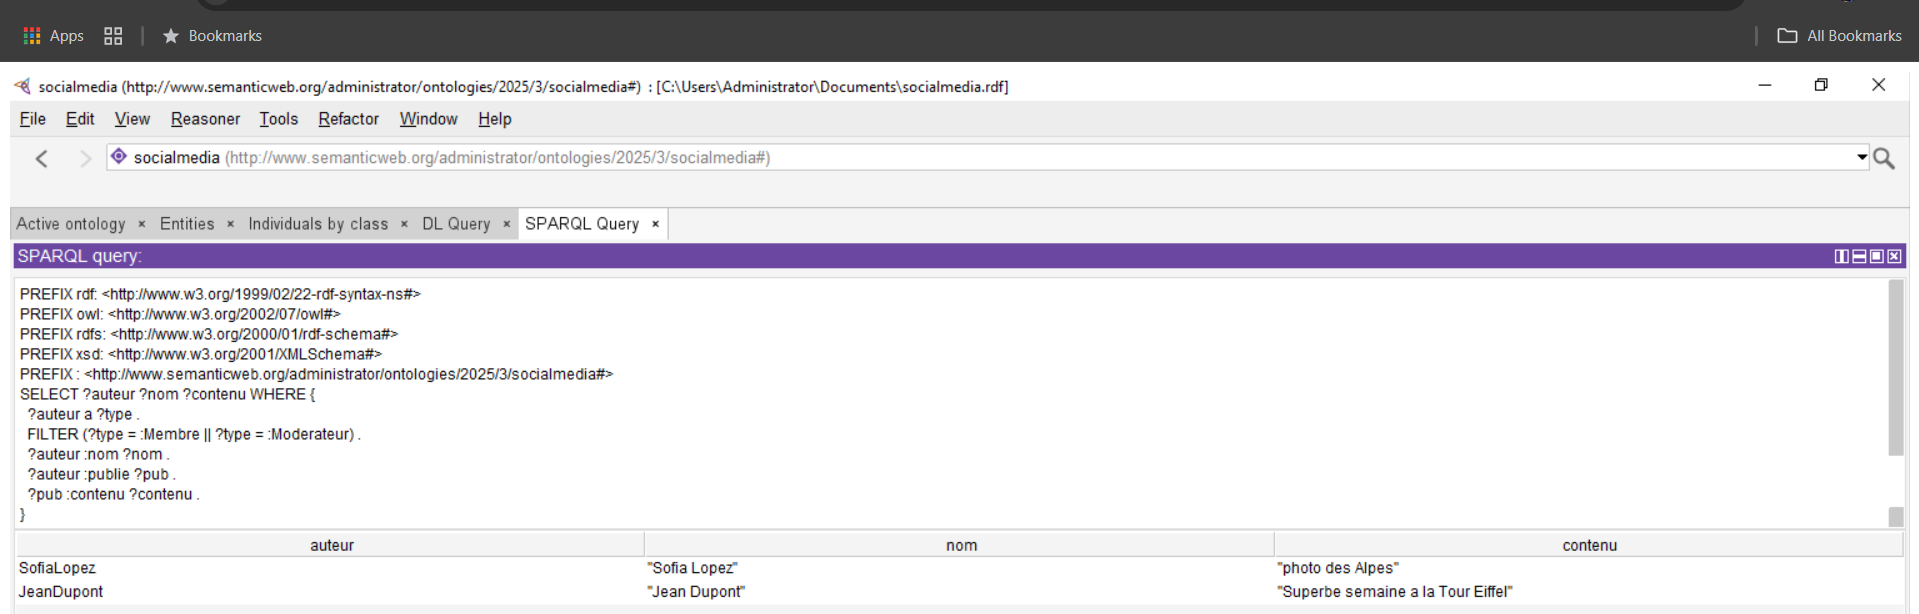 Apps Bookmarks All Bookmarks
socialmedia (http://www.semanticweb.org/administrator/ontologies/2025/3/socialmedia#) : [C:\Users\Administrator\Documents\socialmedia.rdf]
File Edit View Reasoner Tools Refactor Window Help
socialmedia (http://www.semanticweb.org/administrator/ontologies/2025/3/socialmedia#)
Active ontology × Entities × Individuals by class × DL Query × SPARQL Query ×
SPARQL query:
PREFIX rdf: <http://www.w3.org/1999/02/22-rdf-syntax-ns#>
PREFIX owl: <http://www.w3.org/2002/07/owl#>
PREFIX rdfs: <http://www.w3.org/2000/01/rdf-schema#>
PREFIX xsd: <http://www.w3.org/2001/XMLSchema#>
PREFIX : <http://www.semanticweb.org/administrator/ontologies/2025/3/socialmedia#>
SELECT ?auteur ?nom ?contenu WHERE {
?auteur a ?type .
FILTER (?type = :Membre || ?type = :Moderateur) .
?auteur :nom ?nom .
?auteur :publie ?pub .
?pub :contenu ?contenu .
}
auteur nom contenu
SofiaLopez "Sofia Lopez" "photo des Alpes"
JeanDupont "Jean Dupont" "Superbe semaine a la Tour Eiffel"